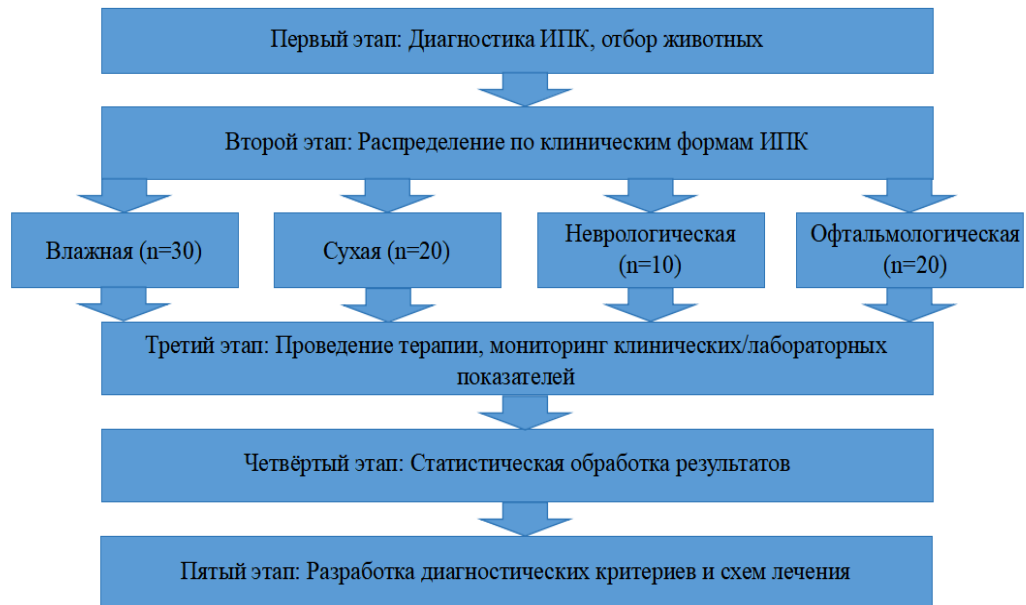 Первый этап: Диагностика ИПК, отбор животных
Второй этап: Распределение по клиническим формам ИПК
Влажная (n=30)
Сухая (n=20)
Неврологическая
(n=10)
Офтальмологическая
(n=20)
Третий этап: Проведение терапии, мониторинг клинических/лабораторных
показателей
Четвёртый этап: Статистическая обработка результатов
Пятый этап: Разработка диагностических критериев и схем лечения